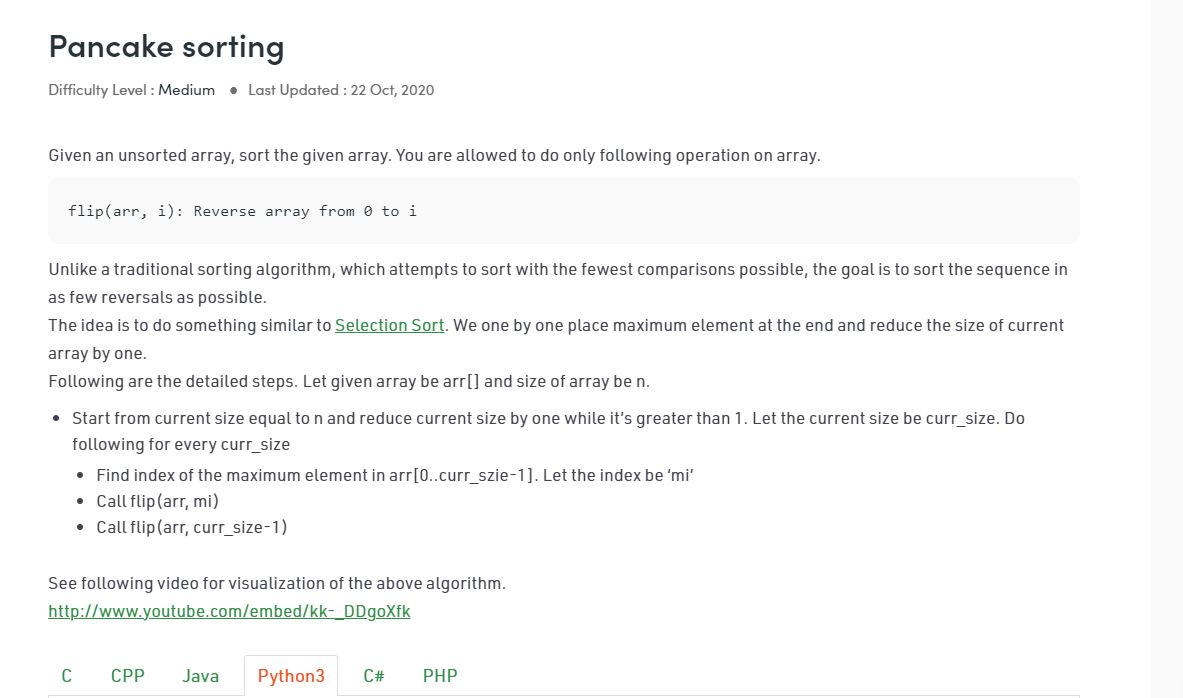 Pancake sorting
Difficulty Level : Medium ● Last Updated : 22 Oct, 2020
Given an unsorted array, sort the given array. You are allowed to do only following operation on array.
flip(arr, i): Reverse array from 0 to i
Unlike a traditional sorting algorithm, which attempts to sort with the fewest comparisons possible, the goal is to sort the sequence in
as few reversals as possible.
The idea is to do something similar to Selection Sort. We one by one place maximum element at the end and reduce the size of current
array by one.
Following are the detailed steps. Let given array be arr[] and size of array be n.
• Start from current size equal to n and reduce current size by one while it’s greater than 1. Let the current size be curr_size. Do
following for every curr_size
• Find index of the maximum element in arr[0..curr_szie-1]. Let the index be ‘mi’
• Call flip(arr, mi)
• Call flip(arr, curr_size-1)
See following video for visualization of the above algorithm.
http://www.youtube.com/embed/kk-_DDgoXfk
C CPP Java Python3 C# PHP